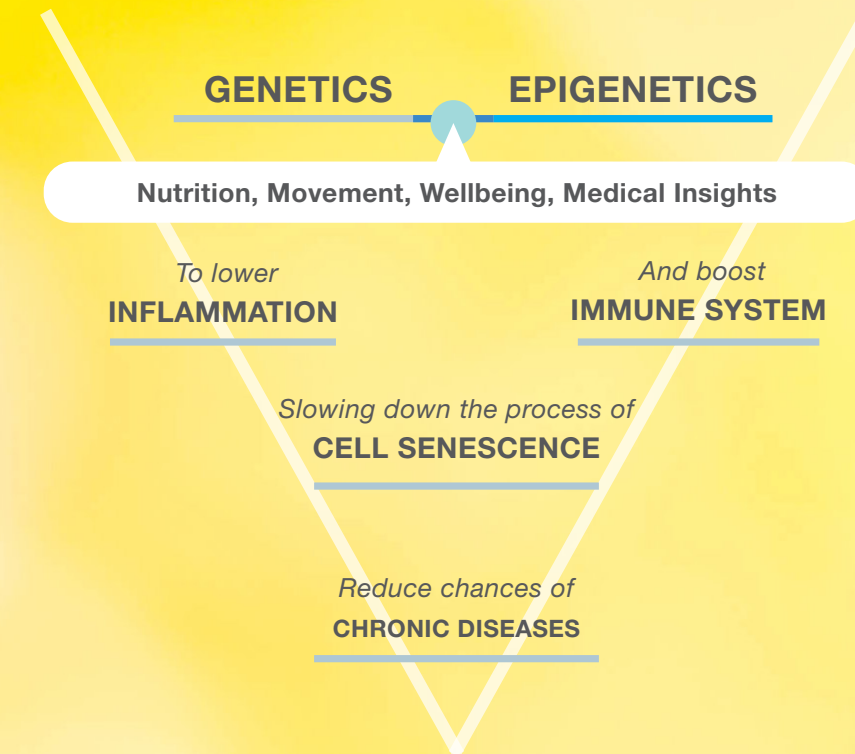 GENETICS EPIGENETICS
Nutrition, Movement, Wellbeing, Medical Insights
To lower
INFLAMMATION
And boost
IMMUNE SYSTEM
Slowing down the process of
CELL SENESCENCE
Reduce chances of
CHRONIC DISEASES